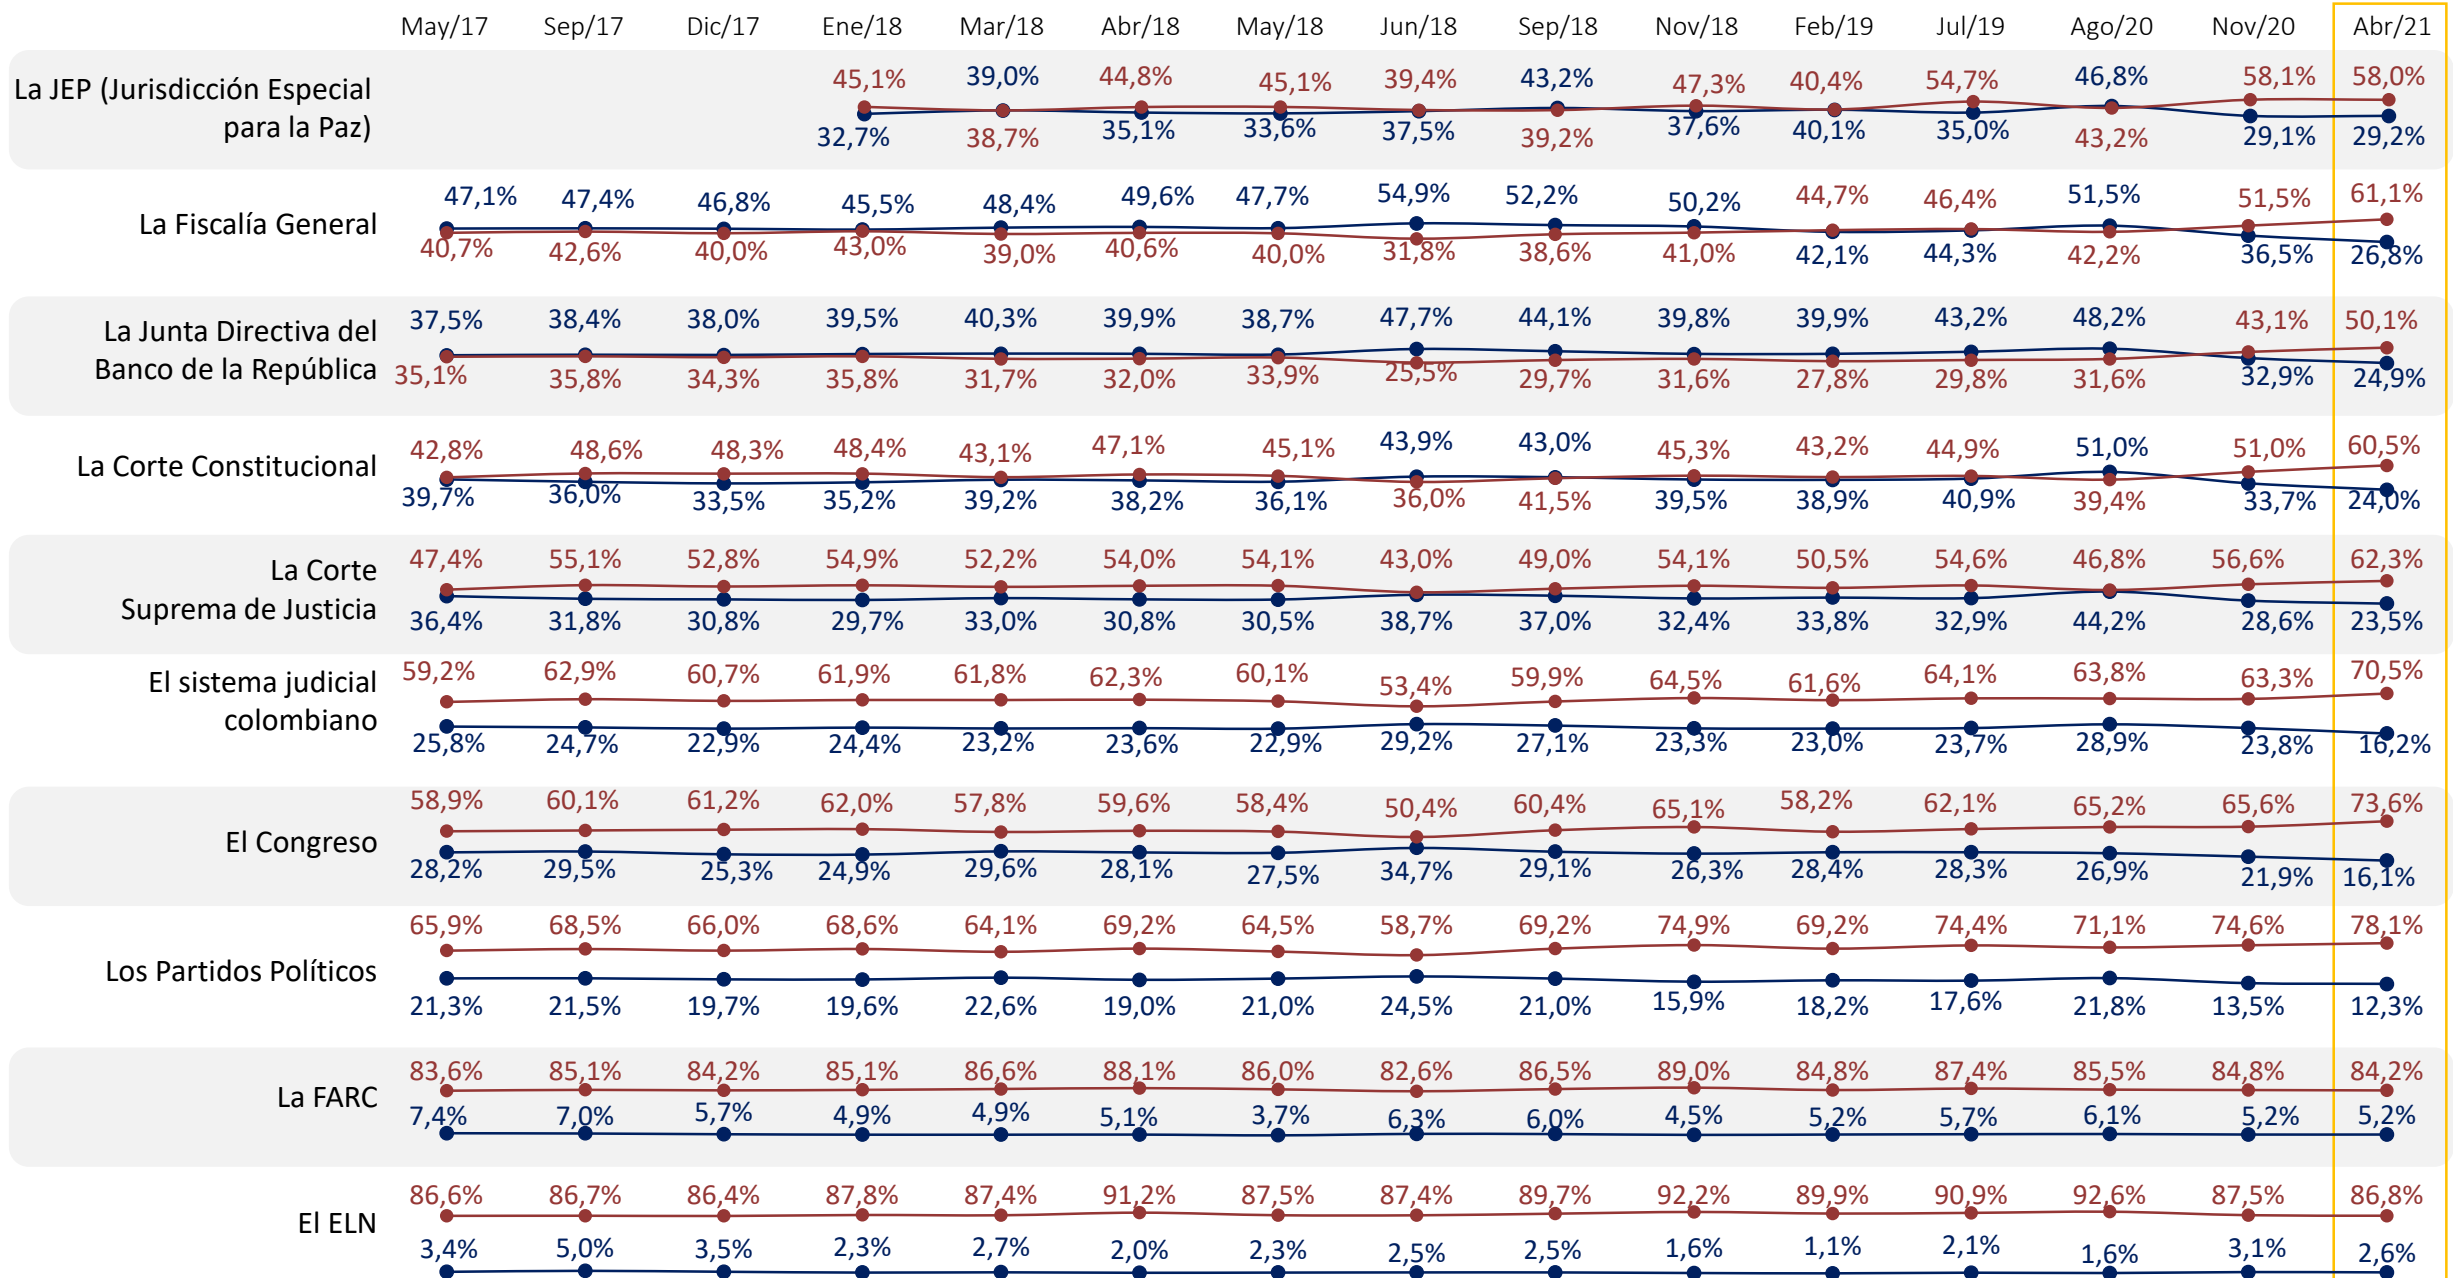 May/17 Sep/17 Dic/17 Ene/18 Mar/18 Abr/18 May/18 Jun/18 Sep/18 Nov/18 Feb/19 Jul/19 Ago/20 Nov/20 Abr/21
La JEP (Jurisdicción Especial
para la Paz)
45,1% 39,0% 44,8% 45,1% 39,4% 43,2% 47,3% 40,4% 54,7% 46,8% 58,1% 58,0%
32,7% 38,7% 35,1% 33,6% 37,5% 39,2% 37,6% 40,1% 35,0% 43,2% 29,1% 29,2%
La Fiscalía General
47,1% 47,4% 46,8% 45,5% 48,4% 49,6% 47,7% 54,9% 52,2% 50,2% 44,7% 46,4% 51,5% 51,5% 61,1%
40,7% 42,6% 40,0% 43,0% 39,0% 40,6% 40,0% 31,8% 38,6% 41,0% 42,1% 44,3% 42,2% 36,5% 26,8%
La Junta Directiva del
Banco de la República
37,5% 38,4% 38,0% 39,5% 40,3% 39,9% 38,7% 47,7% 44,1% 39,8% 39,9% 43,2% 48,2% 43,1% 50,1%
35,1% 35,8% 34,3% 35,8% 31,7% 32,0% 33,9% 25,5% 29,7% 31,6% 27,8% 29,8% 31,6% 32,9% 24,9%
La Corte Constitucional
42,8% 48,6% 48,3% 48,4% 43,1% 47,1% 45,1% 43,9% 43,0% 45,3% 43,2% 44,9% 51,0% 51,0% 60,5%
39,7% 36,0% 33,5% 35,2% 39,2% 38,2% 36,1% 36,0% 41,5% 39,5% 38,9% 40,9% 39,4% 33,7% 24,0%
La Corte
Suprema de Justicia
47,4% 55,1% 52,8% 54,9% 52,2% 54,0% 54,1% 43,0% 49,0% 54,1% 50,5% 54,6% 46,8% 56,6% 62,3%
36,4% 31,8% 30,8% 29,7% 33,0% 30,8% 30,5% 38,7% 37,0% 32,4% 33,8% 32,9% 44,2% 28,6% 23,5%
El sistema judicial
colombiano
59,2% 62,9% 60,7% 61,9% 61,8% 62,3% 60,1% 53,4% 59,9% 64,5% 61,6% 64,1% 63,8% 63,3% 70,5%
25,8% 24,7% 22,9% 24,4% 23,2% 23,6% 22,9% 29,2% 27,1% 23,3% 23,0% 23,7% 28,9% 23,8% 16,2%
El Congreso
58,9% 60,1% 61,2% 62,0% 57,8% 59,6% 58,4% 50,4% 60,4% 65,1% 58,2% 62,1% 65,2% 65,6% 73,6%
28,2% 29,5% 25,3% 24,9% 29,6% 28,1% 27,5% 34,7% 29,1% 26,3% 28,4% 28,3% 26,9% 21,9% 16,1%
Los Partidos Políticos
65,9% 68,5% 66,0% 68,6% 64,1% 69,2% 64,5% 58,7% 69,2% 74,9% 69,2% 74,4% 71,1% 74,6% 78,1%
21,3% 21,5% 19,7% 19,6% 22,6% 19,0% 21,0% 24,5% 21,0% 15,9% 18,2% 17,6% 21,8% 13,5% 12,3%
La FARC
83,6% 85,1% 84,2% 85,1% 86,6% 88,1% 86,0% 82,6% 86,5% 89,0% 84,8% 87,4% 85,5% 84,8% 84,2%
7,4% 7,0% 5,7% 4,9% 4,9% 5,1% 3,7% 6,3% 6,0% 4,5% 5,2% 5,7% 6,1% 5,2% 5,2%
El ELN
86,6% 86,7% 86,4% 87,8% 87,4% 91,2% 87,5% 87,4% 89,7% 92,2% 89,9% 90,9% 92,6% 87,5% 86,8%
3,4% 5,0% 3,5% 2,3% 2,7% 2,0% 2,3% 2,5% 2,5% 1,6% 1,1% 2,1% 1,6% 3,1% 2,6%